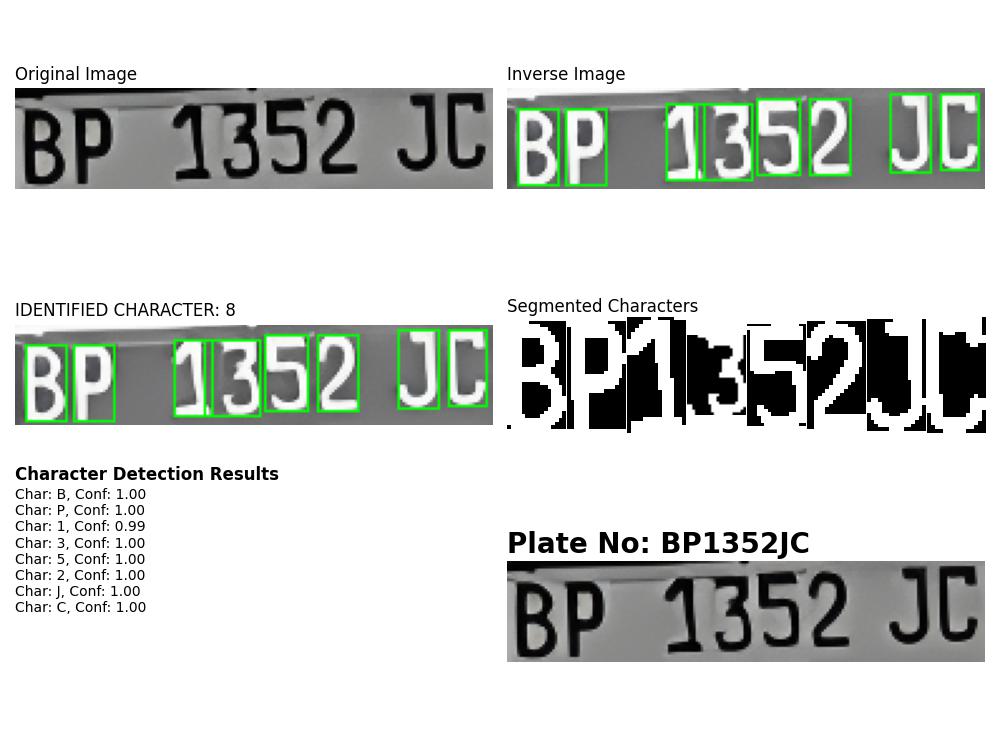 Original Image
BP 1352 JC
Inverse Image
BP 1352 JC
IDENTIFIED CHARACTER: 8
BP 1352 JC
Segmented Characters
BP1352JC
Character Detection Results
Char: B, Conf: 1.00
Char: P, Conf: 1.00
Char: 1, Conf: 0.99
Char: 3, Conf: 1.00
Char: 5, Conf: 1.00
Char: 2, Conf: 1.00
Char: J, Conf: 1.00
Char: C, Conf: 1.00
Plate No: BP1352JC
BP 1352 JC